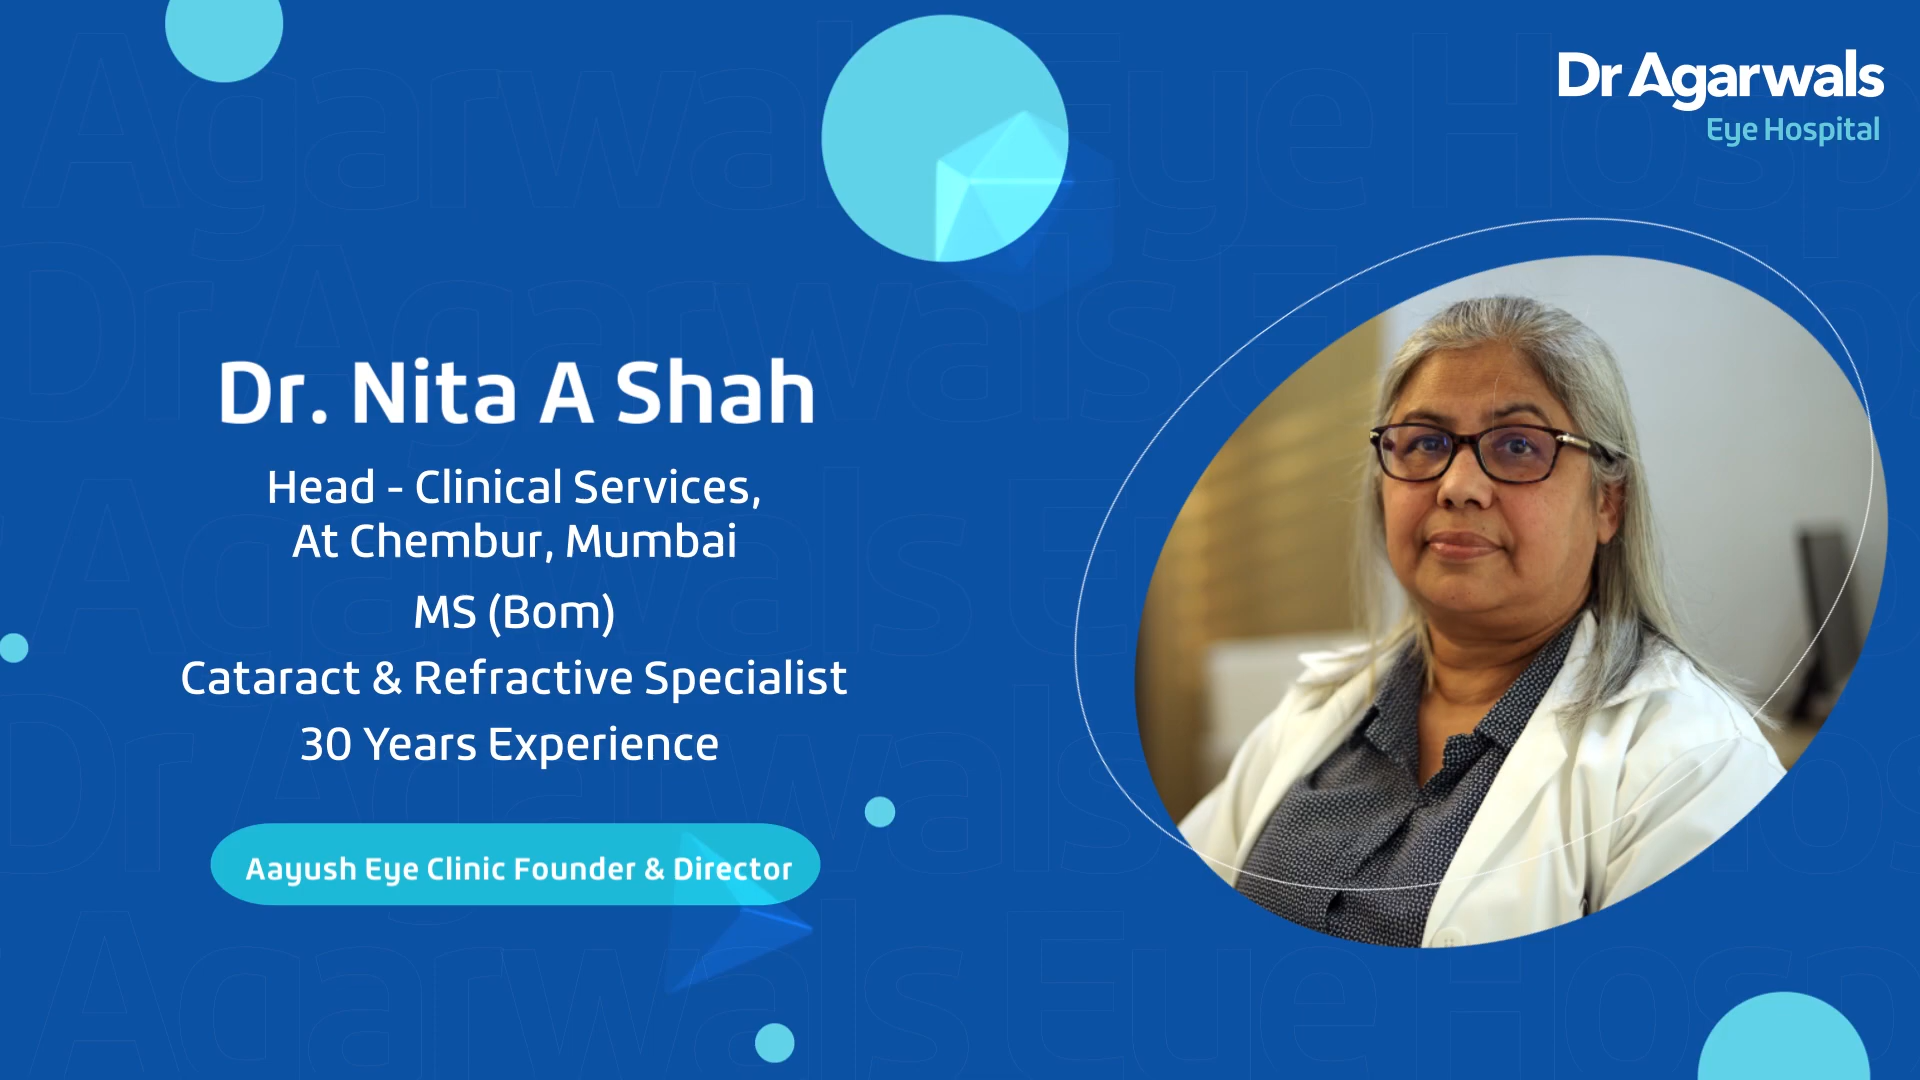 Dr Agarwals
Eye Hospital
Dr. Nita A Shah
Head - Clinical Services,
At Chembur, Mumbai
MS (Bom)
Cataract & Refractive Specialist
30 Years Experience
Aayush Eye Clinic Founder & Director